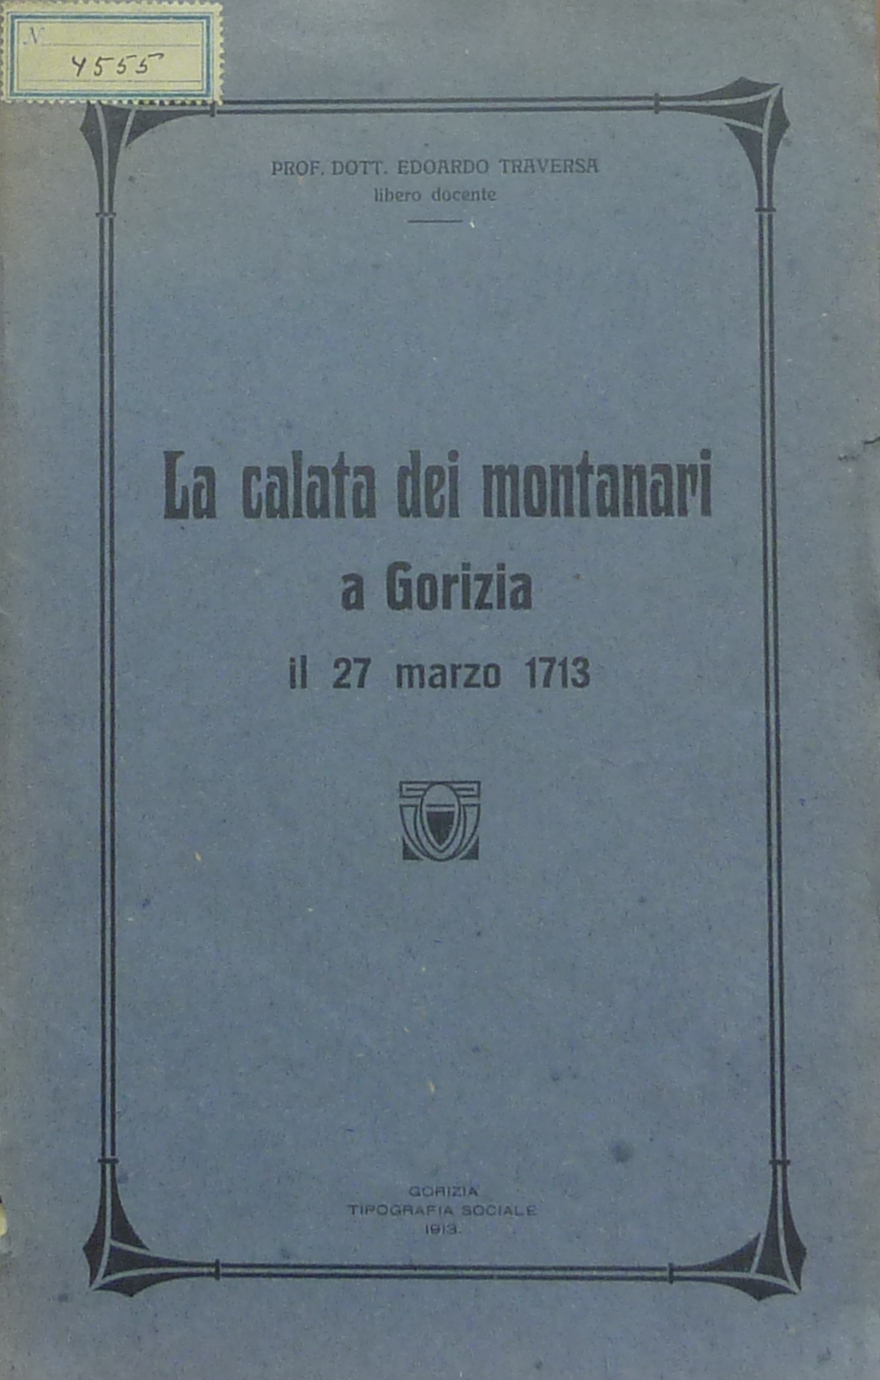 N
4555
PROF. DOTT. EDOARDO TRAVERSA
libero docente
La calata dei montanari
a Gorizia
il 27 marzo 1713
GORIZIA
TIPOGRAFIA SOCIALE
1913.